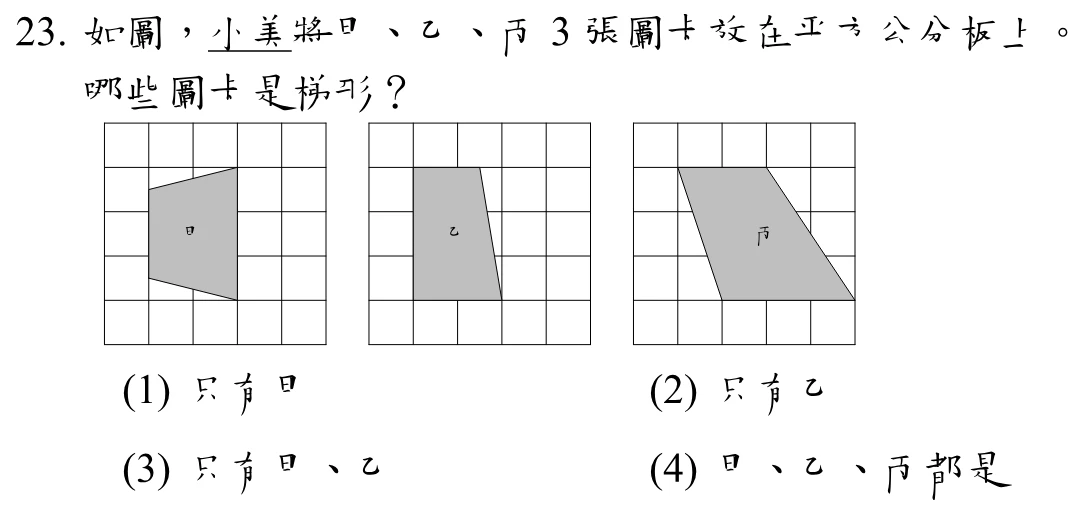 23. 如圖，小美將甲、乙、丙 3 張圖卡放在平方公分板上。
哪些圖卡是梯形？
甲
乙
丙
(1) 只有甲
(2) 只有乙
(3) 只有甲、乙
(4) 甲、乙、丙都是